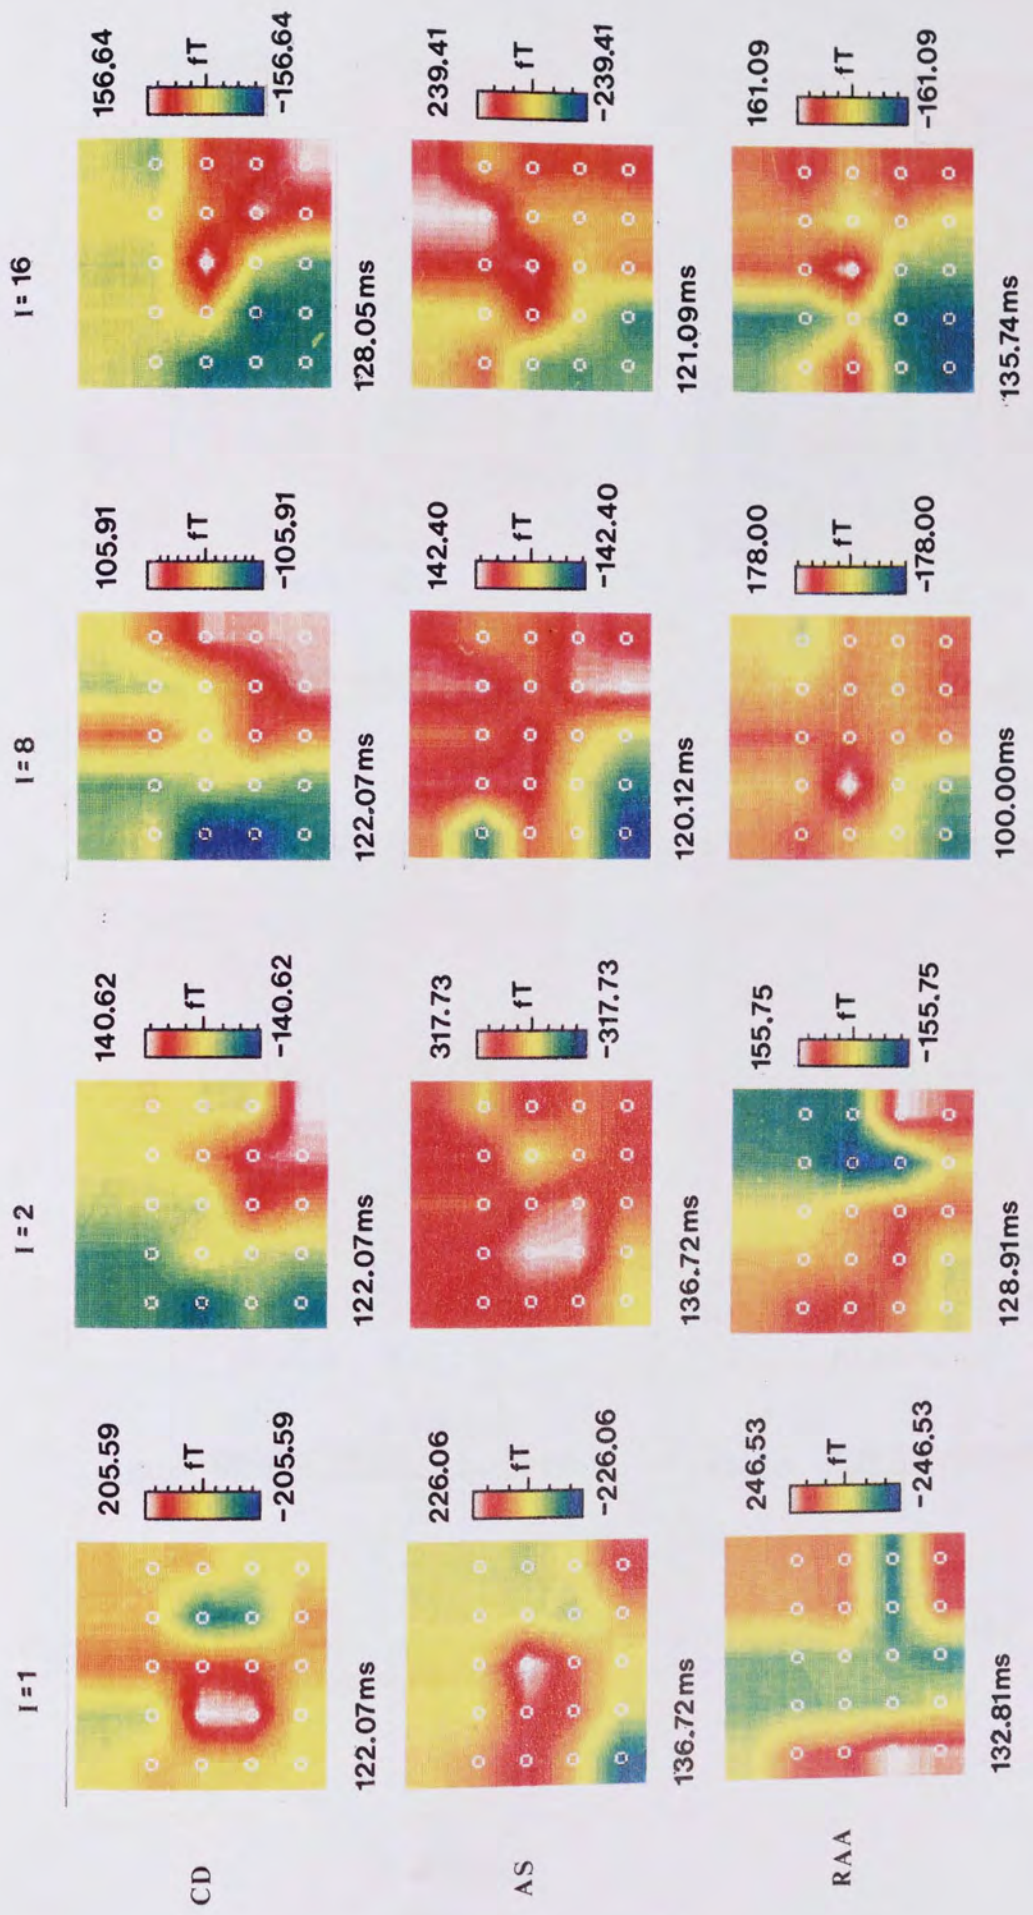 I = 1
I = 2
I = 8
I = 16
CD
205.59
fT
-205.59
122.07ms
140.62
fT
-140.62
122.07ms
105.91
fT
-105.91
122.07ms
156.64
fT
-156.64
128.05ms
AS
226.06
fT
-226.06
136.72ms
317.73
fT
-317.73
136.72ms
142.40
fT
-142.40
120.12ms
239.41
fT
-239.41
121.09ms
RAA
246.53
fT
-246.53
132.81ms
155.75
fT
-155.75
128.91ms
178.00
fT
-178.00
100.00ms
161.09
fT
-161.09
135.74ms